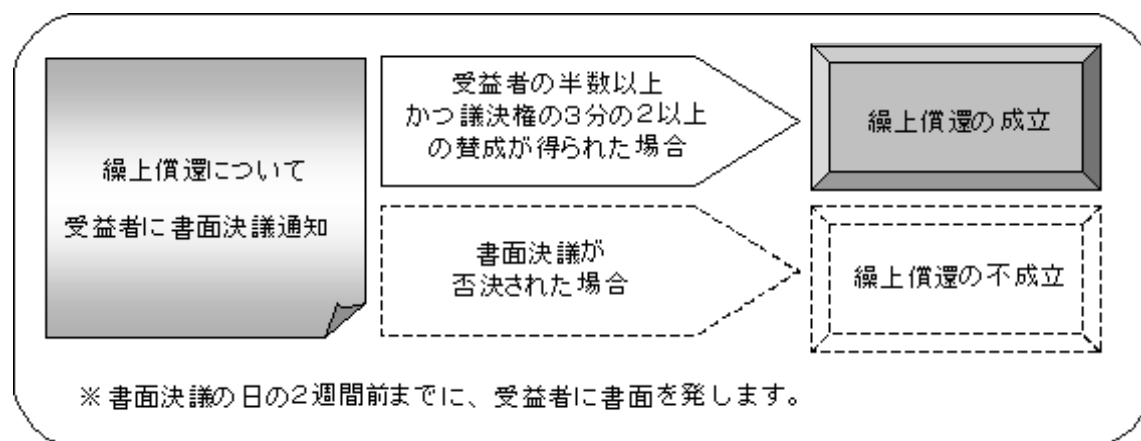 繰上償還について
受益者に書面決議通知
受益者の半数以上
かつ議決権の3分の2以上
の賛成が得られた場合
繰上償還の成立
書面決議が
否決された場合
繰上償還の不成立
※書面決議の日の2週間前までに、受益者に書面を発します。